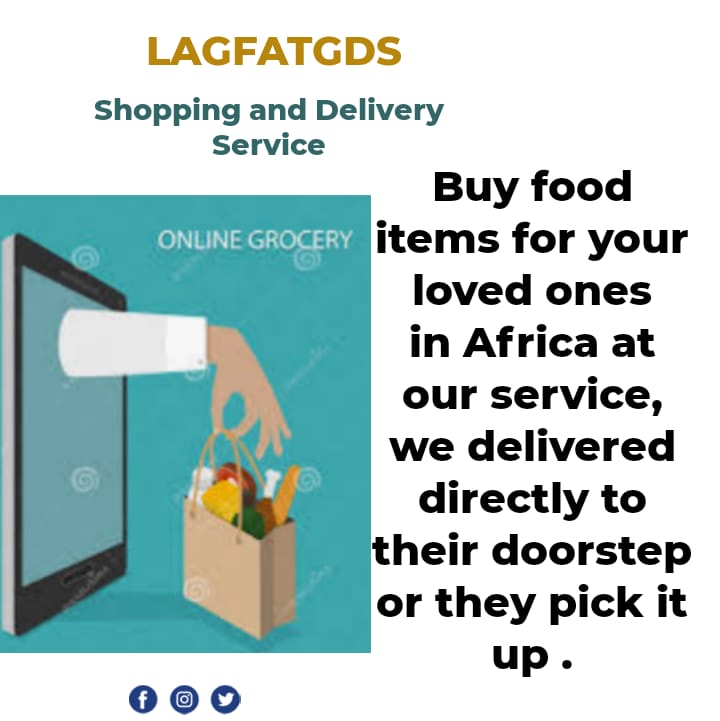 LAGFATGDS
Shopping and Delivery
Service
ONLINE GROCERY
Buy food
items for your
loved ones
in Africa at
our service,
we delivered
directly to
their doorstep
or they pick it
up .